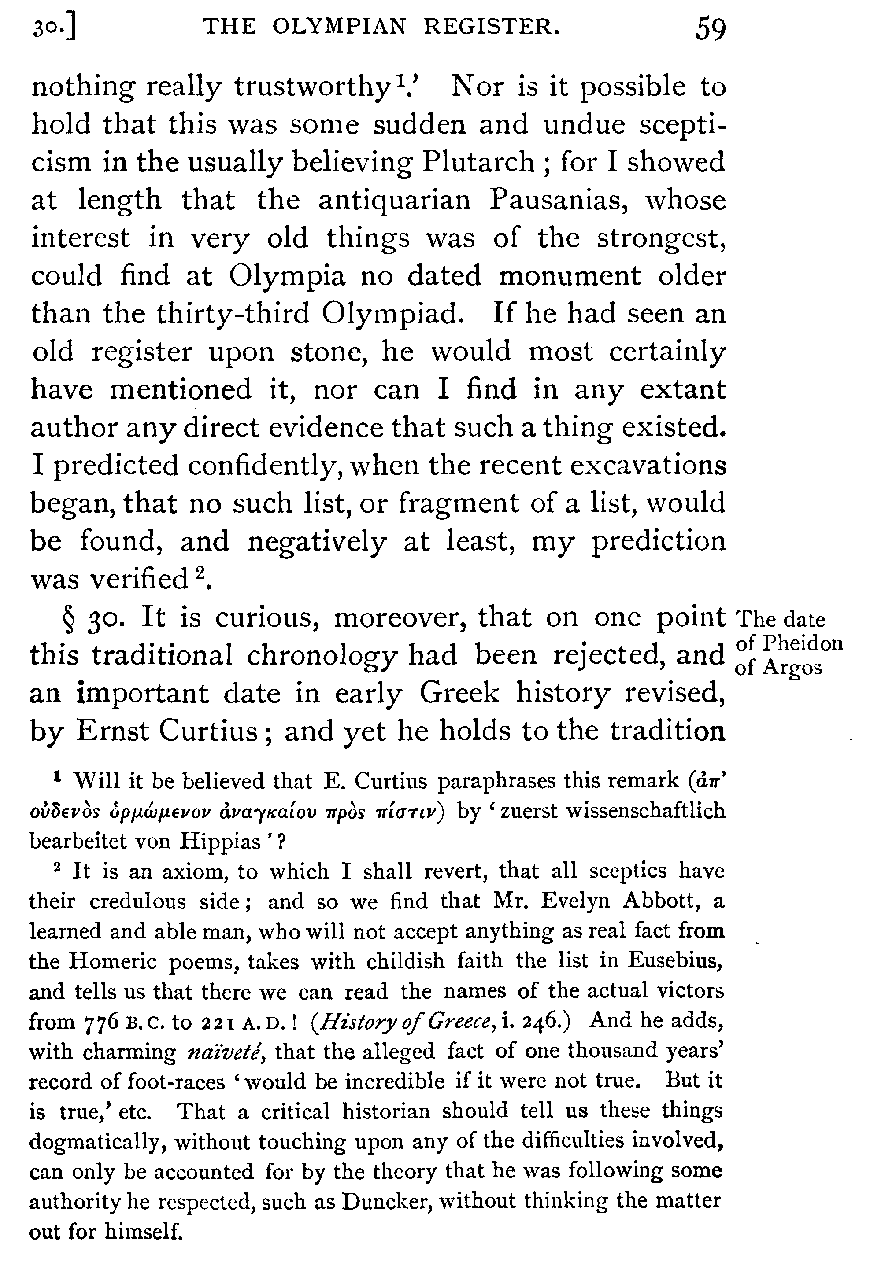 30.] THE OLYMPIAN REGISTER. 59
nothing really trustworthy¹.’ Nor is it possible to
hold that this was some sudden and undue scepti-
cism in the usually believing Plutarch ; for I showed
at length that the antiquarian Pausanias, whose
interest in very old things was of the strongest,
could find at Olympia no dated monument older
than the thirty-third Olympiad. If he had seen an
old register upon stone, he would most certainly
have mentioned it, nor can I find in any extant
author any direct evidence that such a thing existed.
I predicted confidently, when the recent excavations
began, that no such list, or fragment of a list, would
be found, and negatively at least, my prediction
was verified².
§ 30. It is curious, moreover, that on one point
this traditional chronology had been rejected, and
an important date in early Greek history revised,
by Ernst Curtius ; and yet he holds to the tradition
The date
of Pheidon
of Argos
¹ Will it be believed that E. Curtius paraphrases this remark (ἀπ’
οὐδενὸς ὁρμώμενον ἀναγκαίου πρὸς πίστιν) by ‘ zuerst wissenschaftlich
bearbeitet von Hippias ’?
² It is an axiom, to which I shall revert, that all sceptics have
their credulous side ; and so we find that Mr. Evelyn Abbott, a
learned and able man, who will not accept anything as real fact from
the Homeric poems, takes with childish faith the list in Eusebius,
and tells us that there we can read the names of the actual victors
from 776 B.C. to 221 A.D. ! (History of Greece, i. 246.) And he adds,
with charming naïveté, that the alleged fact of one thousand years’
record of foot-races ‘ would be incredible if it were not true. But it
is true,’ etc. That a critical historian should tell us these things
dogmatically, without touching upon any of the difficulties involved,
can only be accounted for by the theory that he was following some
authority he respected, such as Duncker, without thinking the matter
out for himself.